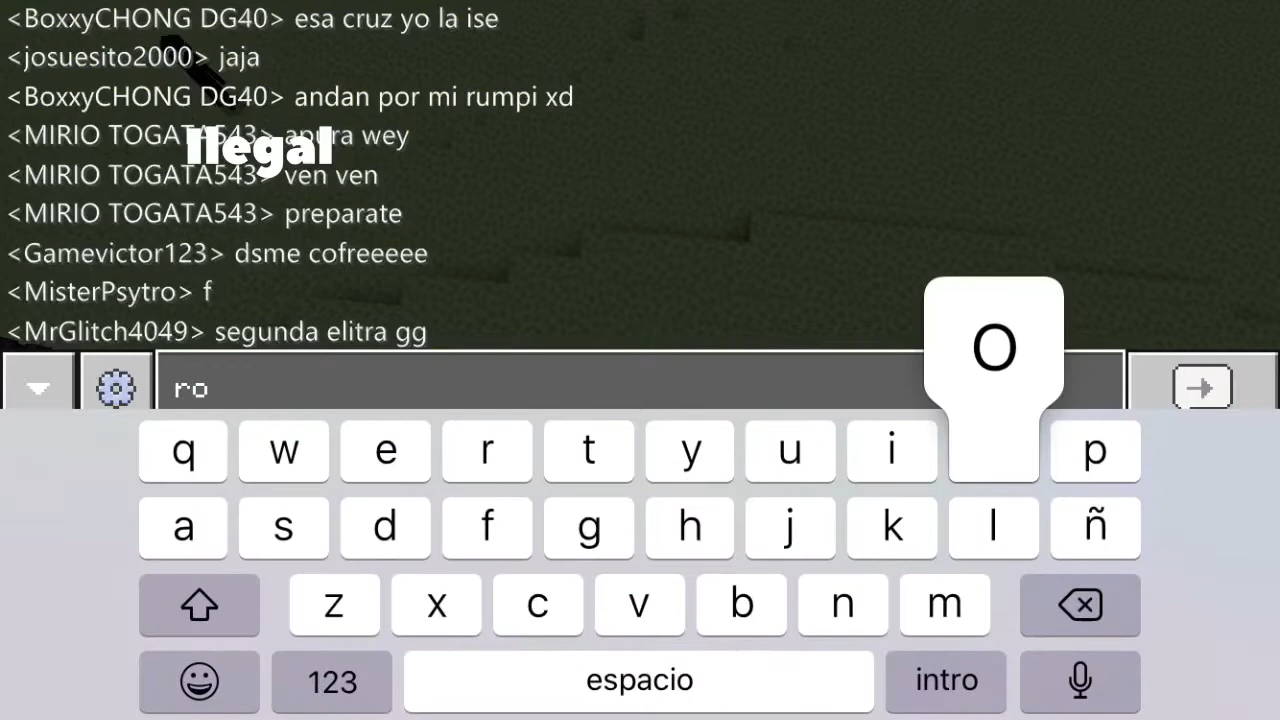 <BoxxyCHONG DG40> esa cruz yo la ise
<josuesito2000> jaja
<BoxxyCHONG DG40> andan por mi rumpi xd
<MIRIO TOGATA543> apura wey
Ilegal
<MIRIO TOGATA543> ven ven
<MIRIO TOGATA543> preparate
<Gamevictor123> dsme cofreeeee
<MisterPsytro> f
<MrGlitch4049> segunda elitra gg
ro
O
q w e r t y u i p
a s d f g h j k l ñ
z x c v b n m
123 espacio intro